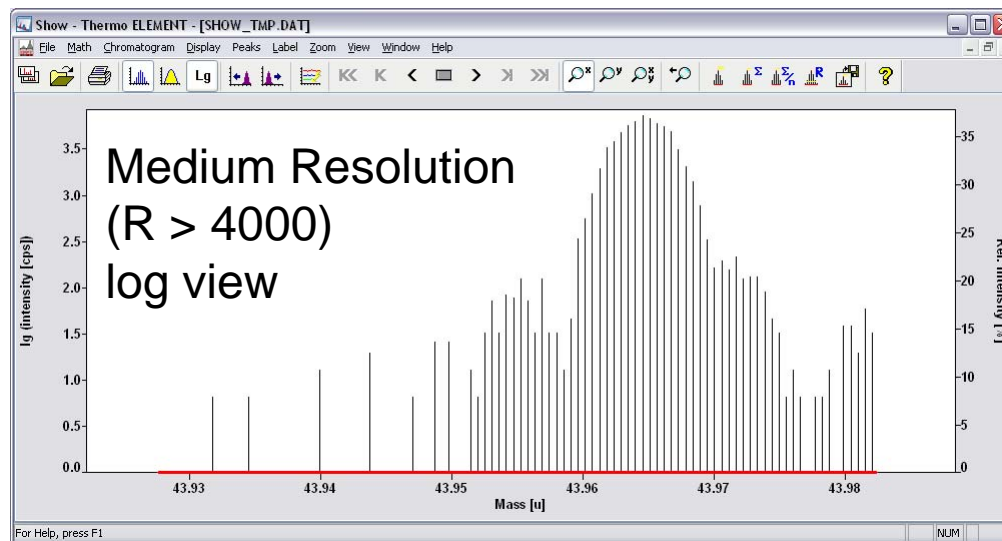 Show - Thermo ELEMENT - [SHOW_TMP.DAT]
File Math Chromatogram Display Peaks Label Zoom View Window Help
Lg
Medium Resolution
(R > 4000)
log view
lg (intensity [cps])
3.5
3.0
2.5
2.0
1.5
1.0
0.5
0.0
35
30
25
20
15
10
5
0
Rel. Intensity [%]
43.93 43.94 43.95 43.96 43.97 43.98
Mass [u]
For Help, press F1
NUM